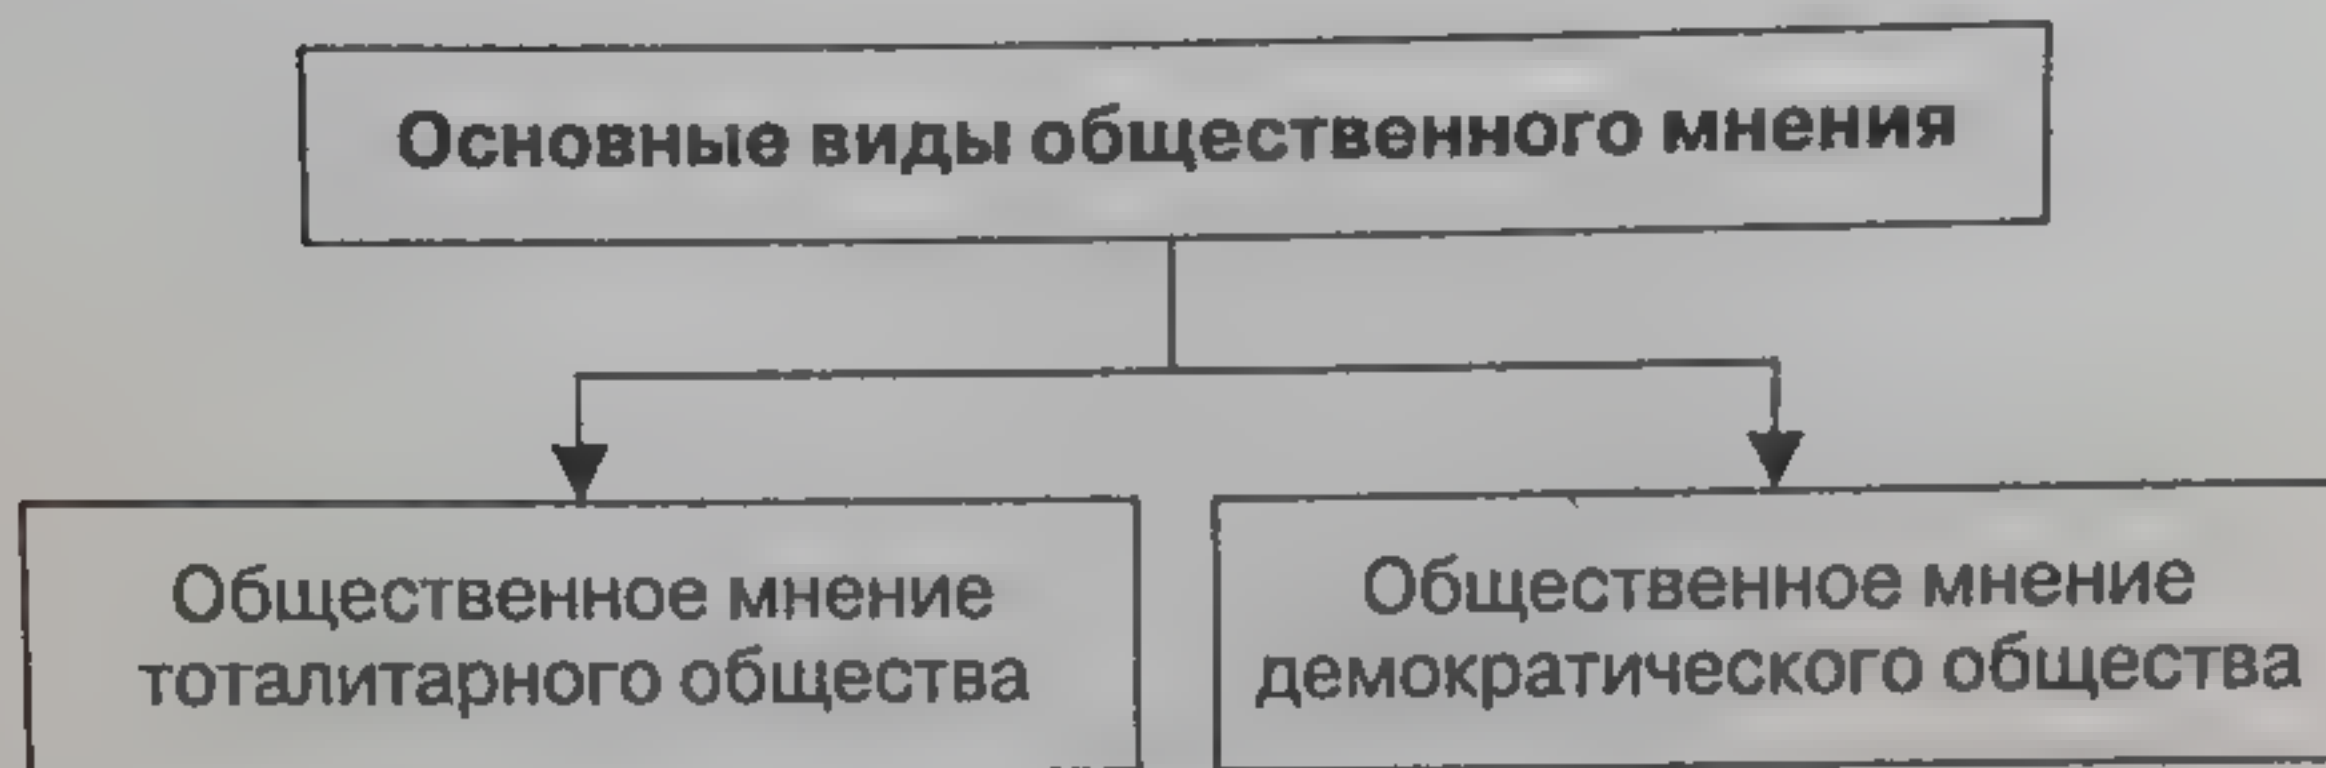 Основные виды общественного мнения
Общественное мнение
тоталитарного общества
Общественное мнение
демократического общества